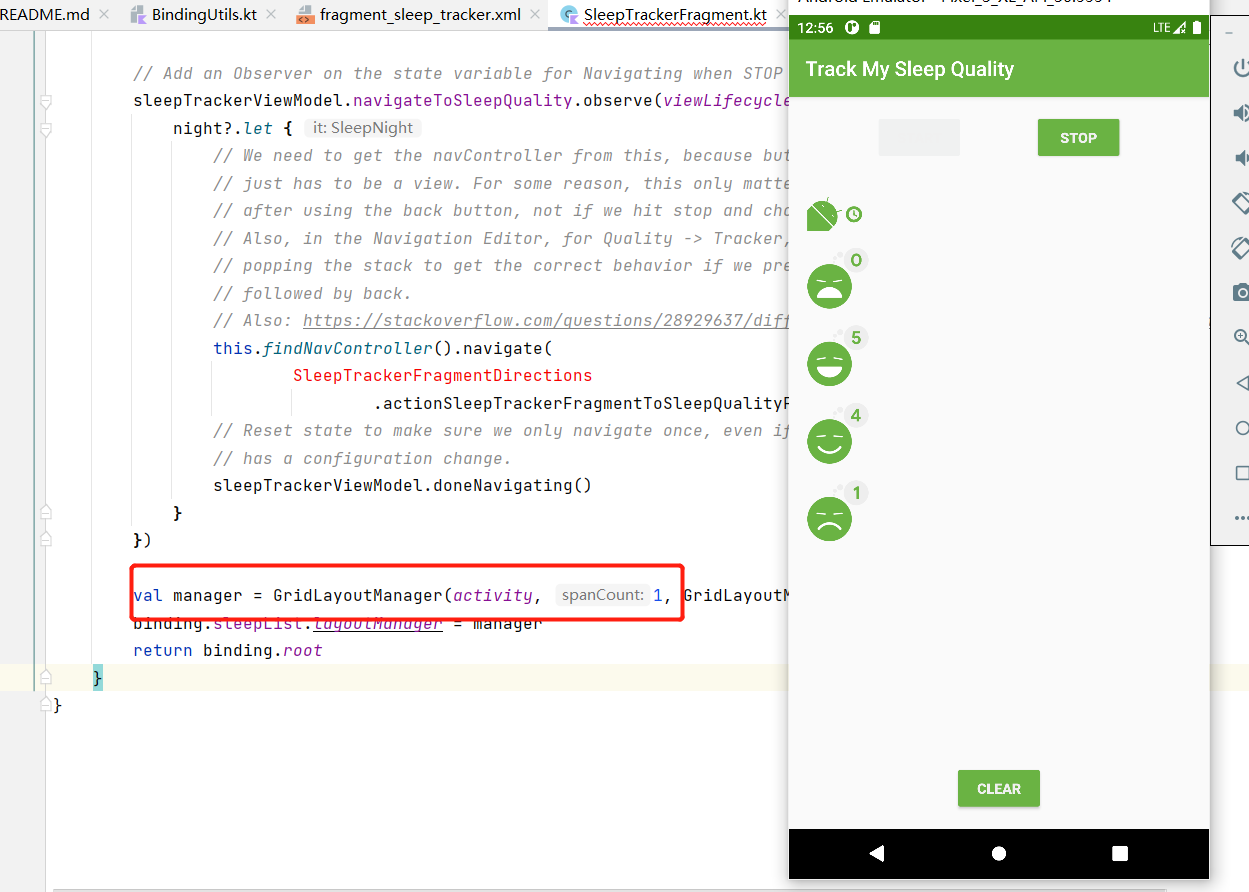 README.md
BindingUtils.kt
fragment_sleep_tracker.xml
SleepTrackerFragment.kt
// Add an Observer on the state variable for Navigating when STOP
sleepTrackerViewModel.navigateToSleepQuality.observe(viewLifecycle
night?.let { it: SleepNight
// We need to get the navController from this, because but
// just has to be a view. For some reason, this only matte
// after using the back button, not if we hit stop and cho
// Also, in the Navigation Editor, for Quality -> Tracker,
// popping the stack to get the correct behavior if we pre
// followed by back.
// Also: https://stackoverflow.com/questions/28929637/diff
this.findNavController().navigate(
SleepTrackerFragmentDirections
.actionSleepTrackerFragmentToSleepQualityF
// Reset state to make sure we only navigate once, even if
// has a configuration change.
sleepTrackerViewModel.doneNavigating()
}
})
val manager = GridLayoutManager(activity, spanCount: 1, GridLayoutM
binding.sleepList.layoutManager = manager
return binding.root
}
}
12:56
LTE
Track My Sleep Quality
STOP
0
5
4
1
CLEAR